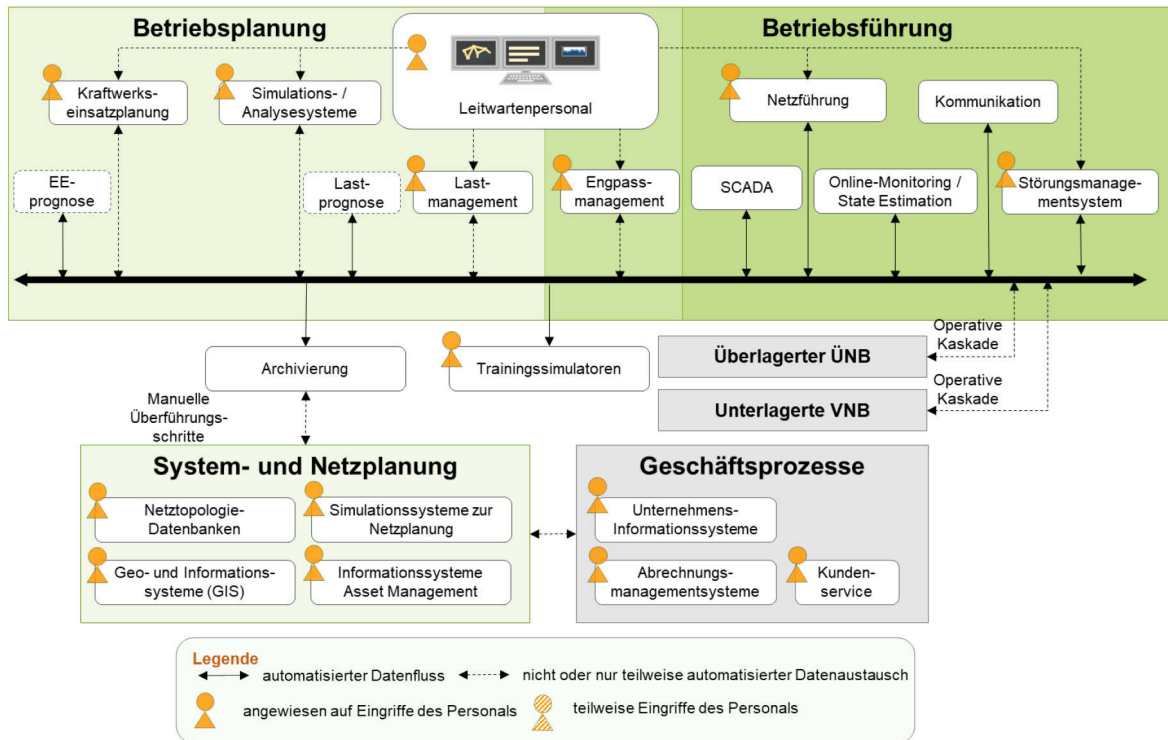 Betriebsplanung
Betriebsführung
Leitwartenpersonal
Kraftwerks-
einsatzplanung
Simulations- /
Analysesysteme
Netzführung
Kommunikation
EE-
prognose
Last-
prognose
Last-
management
Engpass-
management
SCADA
Online-Monitoring /
State Estimation
Störungsmanage-
mentsystem
Archivierung
Trainingssimulatoren
Überlagerter ÜNB
Operative
Kaskade
Unterlagerte VNB
Operative
Kaskade
Manuelle
Überführungs-
schritte
System- und Netzplanung
Netztopologie-
Datenbanken
Simulationssysteme zur
Netzplanung
Geo- und Informations-
systeme (GIS)
Informationssysteme
Asset Management
Geschäftsprozesse
Unternehmens-
Informationssysteme
Abrechnungs-
managementsysteme
Kunden-
service
Legende
automatisierter Datenfluss
nicht oder nur teilweise automatisierter Datenaustausch
angewiesen auf Eingriffe des Personals
teilweise Eingriffe des Personals